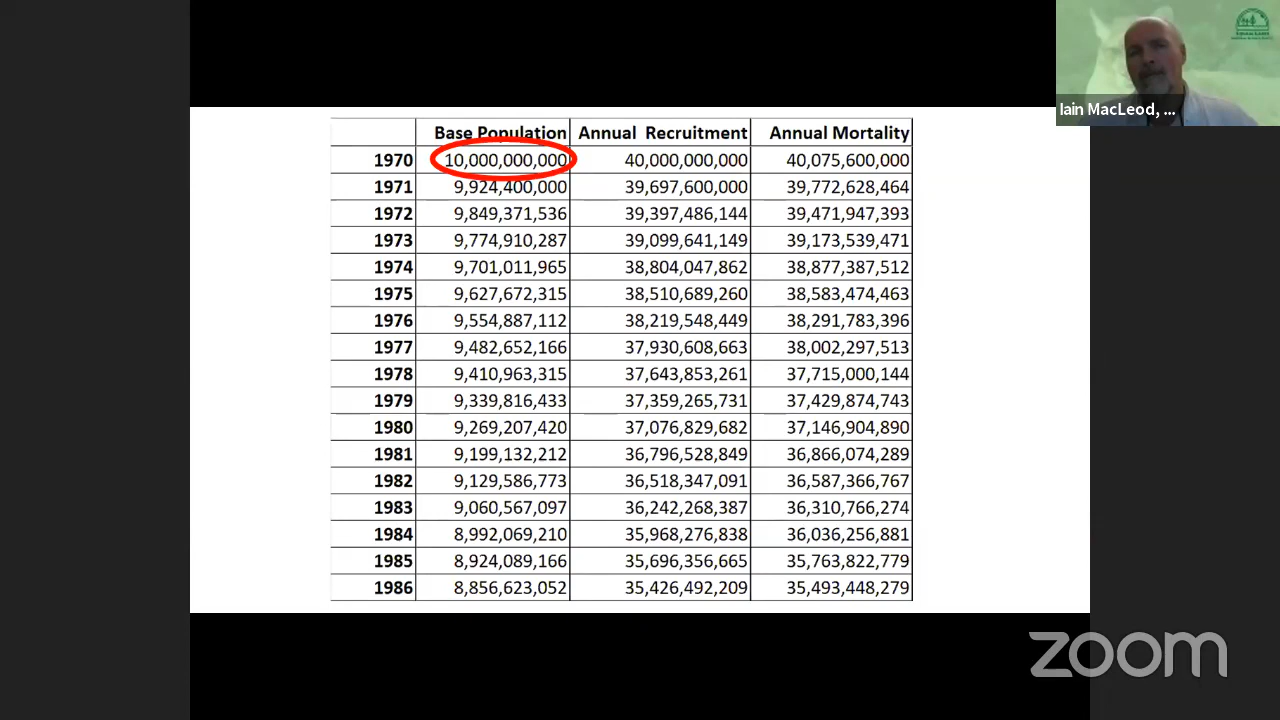 Iain MacLeod, ...
Base Population Annual Recruitment Annual Mortality
1970 10,000,000,000 40,000,000,000 40,075,600,000
1971 9,924,400,000 39,697,600,000 39,772,628,464
1972 9,849,371,536 39,397,486,144 39,471,947,393
1973 9,774,910,287 39,099,641,149 39,173,539,471
1974 9,701,011,965 38,804,047,862 38,877,387,512
1975 9,627,672,315 38,510,689,260 38,583,474,463
1976 9,554,887,112 38,219,548,449 38,291,783,396
1977 9,482,652,166 37,930,608,663 38,002,297,513
1978 9,410,963,315 37,643,853,261 37,715,000,144
1979 9,339,816,433 37,359,265,731 37,429,874,743
1980 9,269,207,420 37,076,829,682 37,146,904,890
1981 9,199,132,212 36,796,528,849 36,866,074,289
1982 9,129,586,773 36,518,347,091 36,587,366,767
1983 9,060,567,097 36,242,268,387 36,310,766,274
1984 8,992,069,210 35,968,276,838 36,036,256,881
1985 8,924,089,166 35,696,356,665 35,763,822,779
1986 8,856,623,052 35,426,492,209 35,493,448,279
zoom